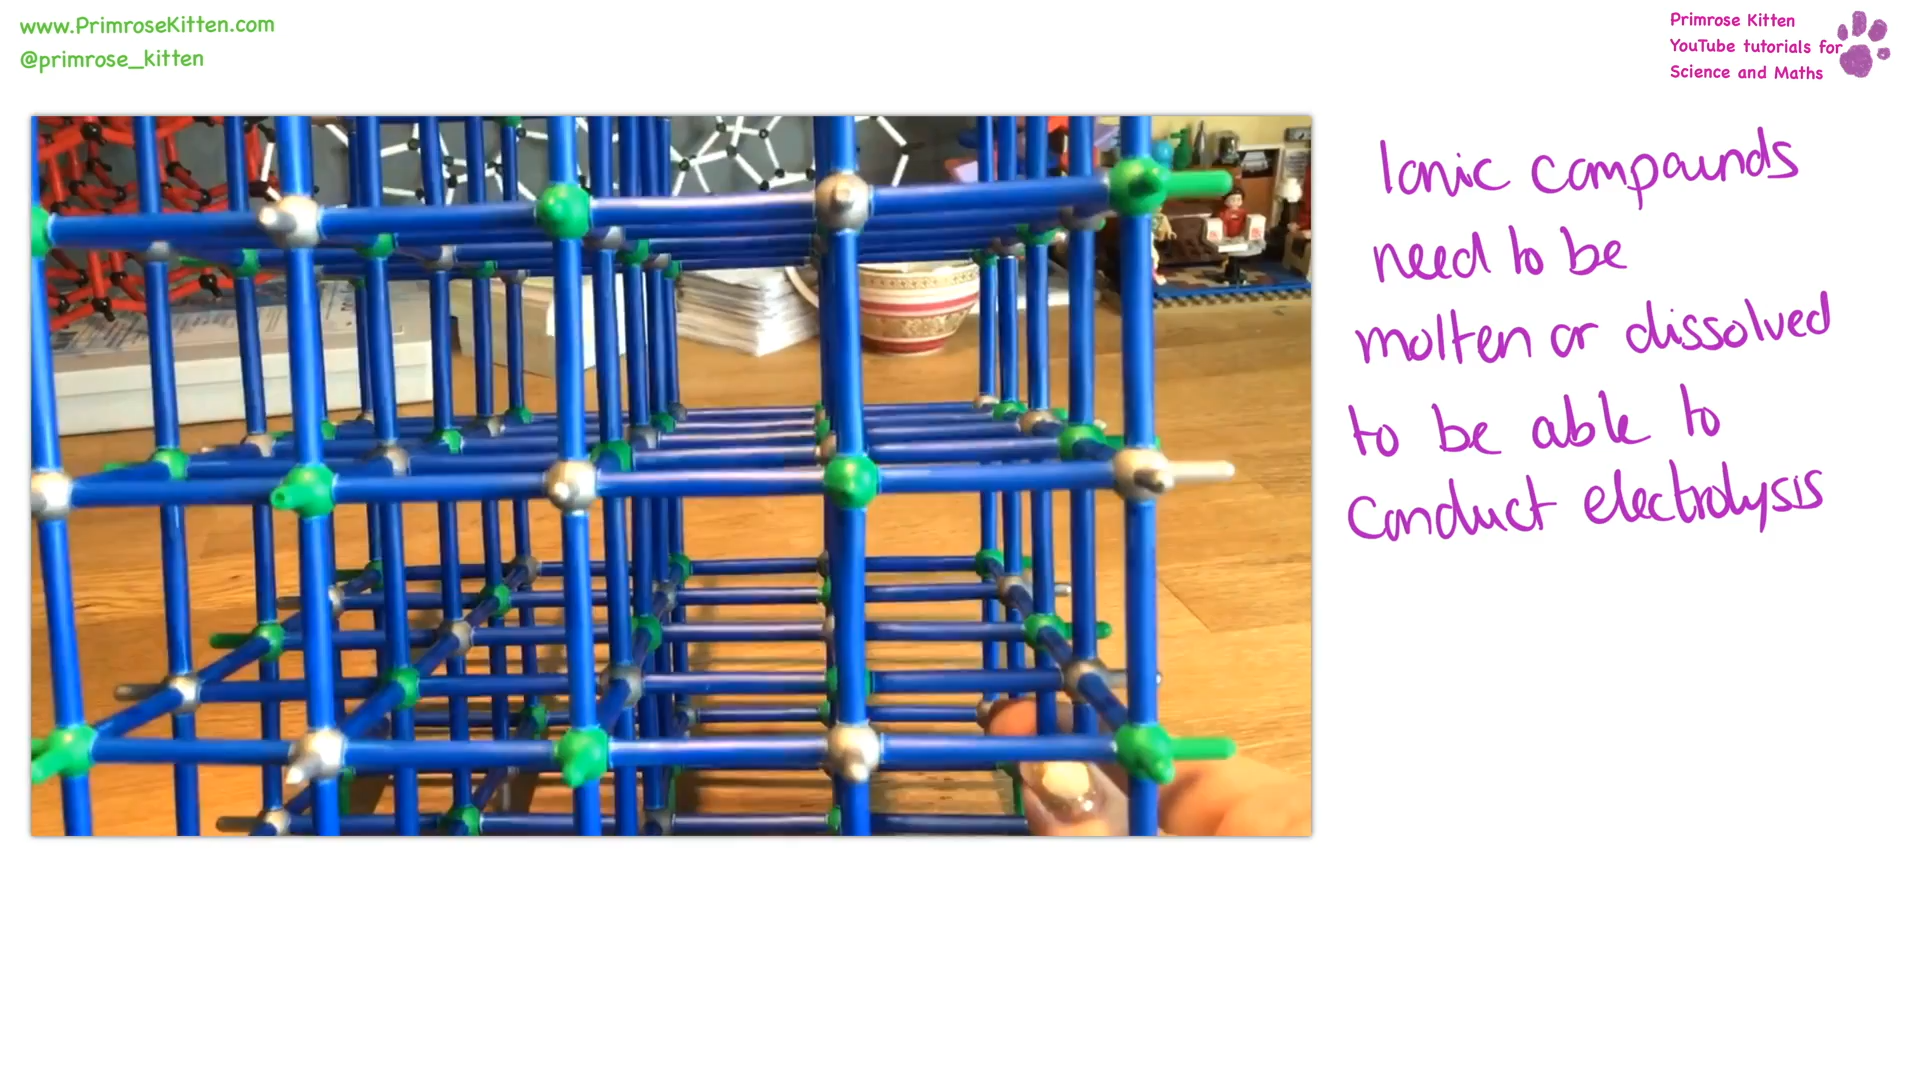 www.PrimroseKitten.com
@primrose_kitten
Primrose Kitten
YouTube tutorials for
Science and Maths
Ionic compounds
need to be
molten or dissolved
to be able to
conduct electrolysis